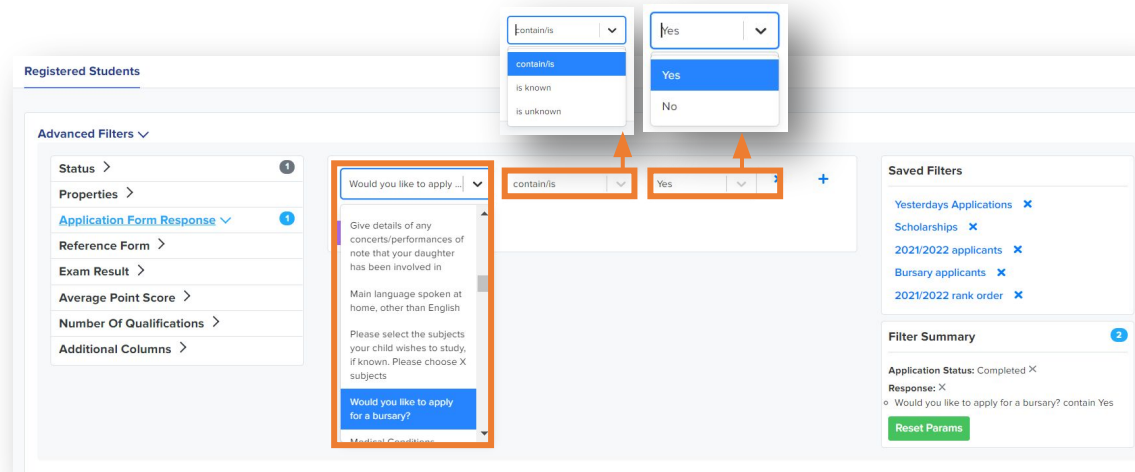 contain/is
contain/is
is known
is unknown
Yes
Yes
No
Registered Students
Advanced Filters
Status
1
Properties
Application Form Response
1
Reference Form
Exam Result
Average Point Score
Number Of Qualifications
Additional Columns
Would you like to apply ...
contain/is
Yes
+
Give details of any
concerts/performances of
note that your daughter
has been involved in
Main language spoken at
home, other than English
Please select the subjects
your child wishes to study,
if known. Please choose X
subjects
Would you like to apply
for a bursary?
Medical Conditions
Saved Filters
Yesterdays Applications
Scholarships
2021/2022 applicants
Bursary applicants
2021/2022 rank order
Filter Summary
2
Application Status: Completed
Response:
Would you like to apply for a bursary? contain Yes
Reset Params